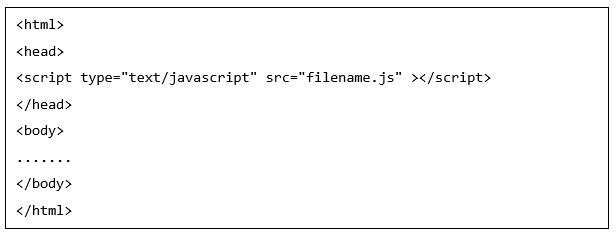 <html>
<head>
<script type="text/javascript" src="filename.js" ></script>
</head>
<body>
.......
</body>
</html>